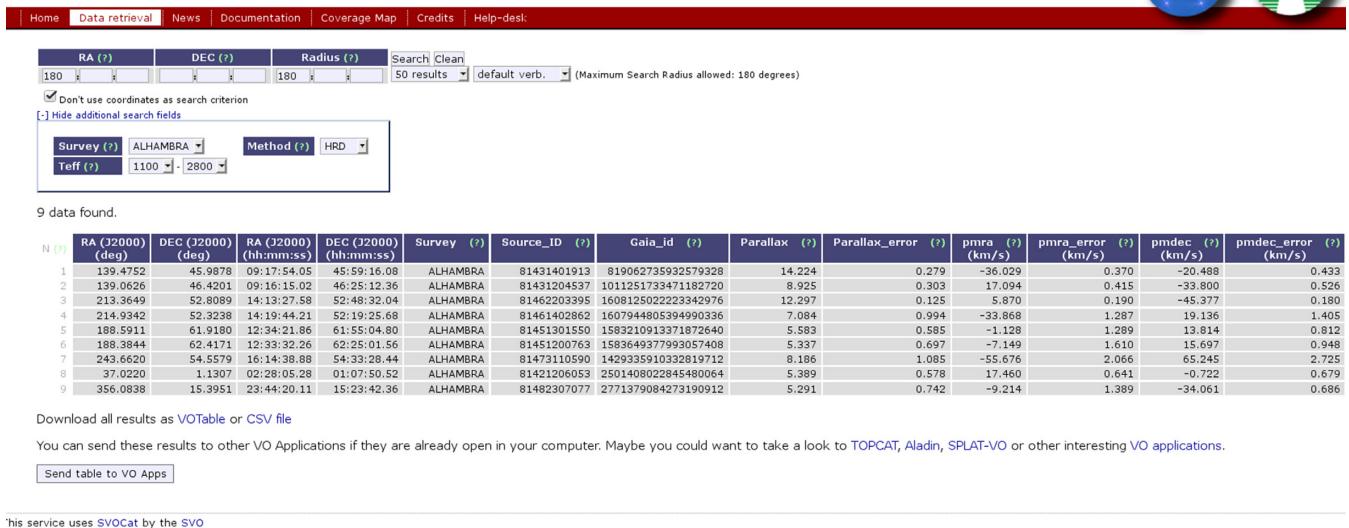 Home Data retrieval News Documentation Coverage Map Credits Help-desk
RA (?) DEC (?) Radius (?) Search Clean
180 : : : : 180 : : 50 results default verb. (Maximum Search Radius allowed: 180 degrees)
Don't use coordinates as search criterion
[-] Hide additional search fields
Survey (?) ALHAMBRA Method (?) HRD
Teff (?) 1100 - 2800
9 data found.
N (?) RA (J2000) (deg) DEC (J2000) (deg) RA (J2000) (hh:mm:ss) DEC (J2000) (hh:mm:ss) Survey (?) Source_ID (?) Gaia_id (?) Parallax (?) Parallax_error (?) pmra (?) (km/s) pmra_error (?) (km/s) pmdec (?) (km/s) pmdec_error (?) (km/s)
1 139.4752 45.9878 09:17:54.05 45:59:16.08 ALHAMBRA 81431401913 819062735932579328 14.224 0.279 -36.029 0.370 -20.488 0.433
2 139.0626 46.4201 09:16:15.02 46:25:12.36 ALHAMBRA 81431204537 1011251733471182720 8.925 0.303 17.094 0.415 -33.800 0.526
3 213.3649 52.8089 14:13:27.58 52:48:32.04 ALHAMBRA 81462203395 1608125022223342976 12.297 0.125 5.870 0.190 -45.377 0.180
4 214.9342 52.3238 14:19:44.21 52:19:25.68 ALHAMBRA 81461402862 1607944805394990336 7.084 0.994 -33.868 1.287 19.136 1.405
5 188.5911 61.9180 12:34:21.86 61:55:04.80 ALHAMBRA 81451301550 1583210913371872640 5.583 0.585 -1.128 1.289 13.814 0.812
6 188.3844 62.4171 12:33:32.26 62:25:01.56 ALHAMBRA 81451200763 1583649377993057408 5.337 0.697 -7.149 1.610 15.697 0.948
7 243.6620 54.5579 16:14:38.88 54:33:28.44 ALHAMBRA 81473110590 1429335910332819712 8.186 1.085 -55.676 2.066 65.245 2.725
8 37.0220 1.1307 02:28:05.28 01:07:50.52 ALHAMBRA 81421206053 2501408022845480064 5.389 0.578 17.460 0.641 -0.722 0.679
9 356.0838 15.3951 23:44:20.11 15:23:42.36 ALHAMBRA 81482307077 2771379084273190912 5.291 0.742 -9.214 1.389 -34.061 0.686
Download all results as VOTable or CSV file
You can send these results to other VO Applications if they are already open in your computer. Maybe you could want to take a look to TOPCAT, Aladin, SPLAT-VO or other interesting VO applications.
Send table to VO Apps
his service uses SVOCat by the SVO